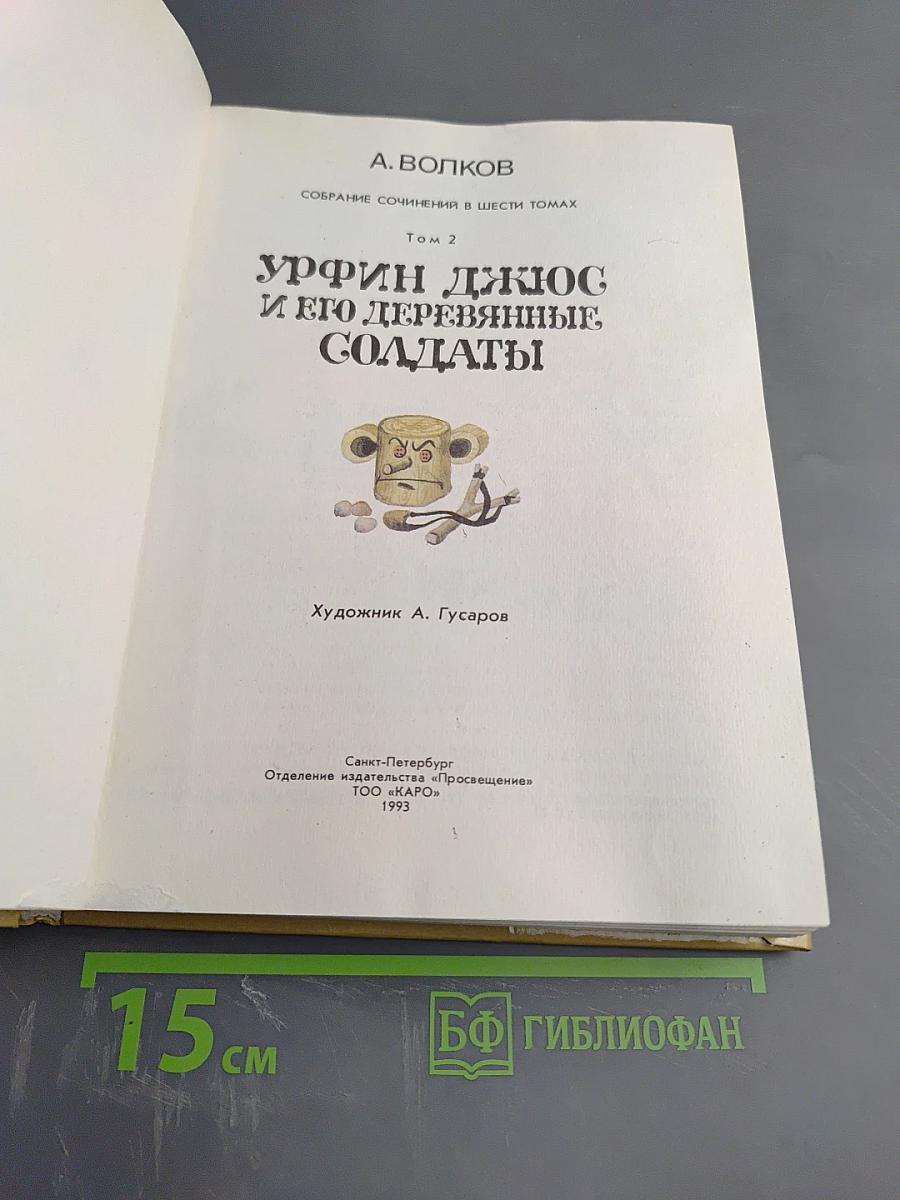 А. ВОЛКОВ
СОБРАНИЕ СОЧИНЕНИЙ В ШЕСТИ ТОМАХ
Том 2
УРФИН ДЖЮС
И ЕГО ДЕРЕВЯННЫЕ
СОЛДАТЫ
Художник А. Гусаров
Санкт-Петербург
Отделение издательства «Просвещение»
ТОО «КАРО»
1993
15 см
БФ ГИБЛИОФАН